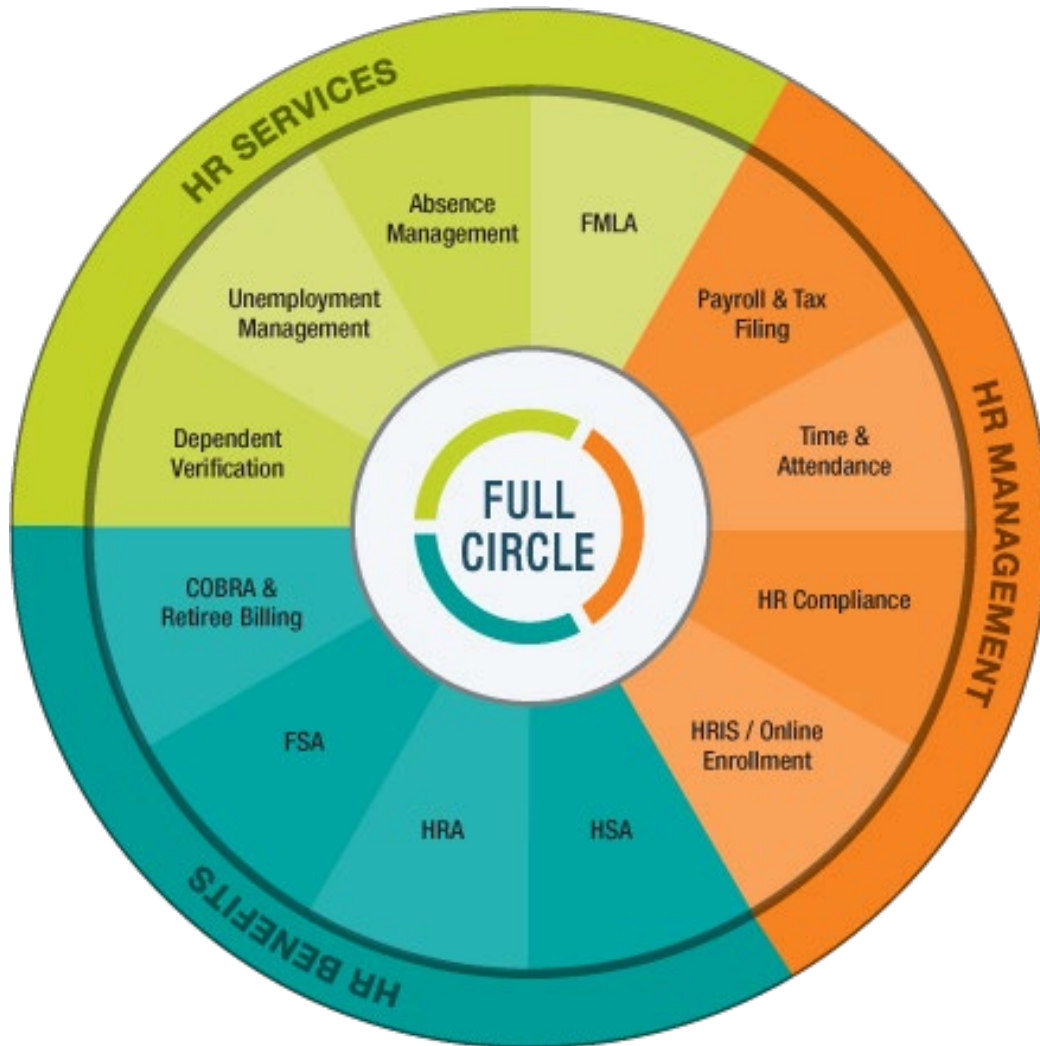 HR SERVICES
Absence
Management
FMLA
Unemployment
Management
Dependent
Verification
HR MANAGEMENT
Payroll & Tax
Filing
Time &
Attendance
HR Compliance
HRIS / Online
Enrollment
FULL
CIRCLE
COBRA &
Retiree Billing
FSA
HRA
HSA
HR BENEFITS